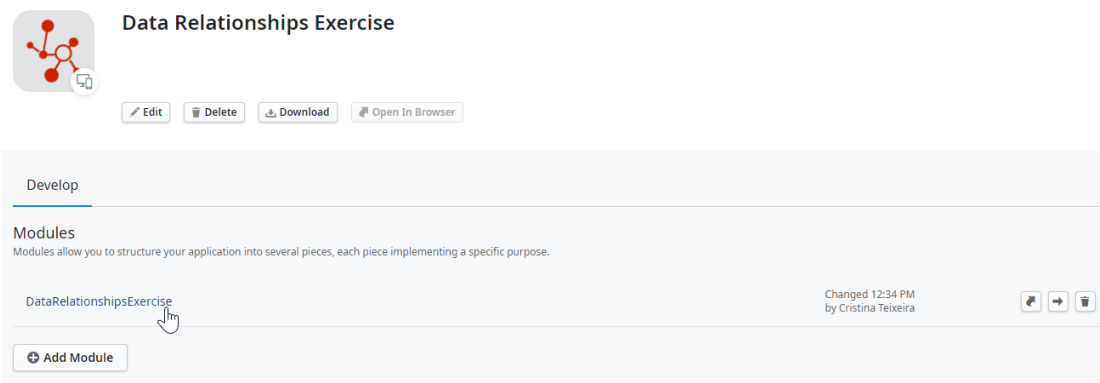 Data Relationships Exercise
Edit Delete Download Open In Browser
Develop
Modules
Modules allow you to structure your application into several pieces, each piece implementing a specific purpose.
DataRelationshipsExercise
Changed 12:34 PM
by Cristina Teixeira
Add Module